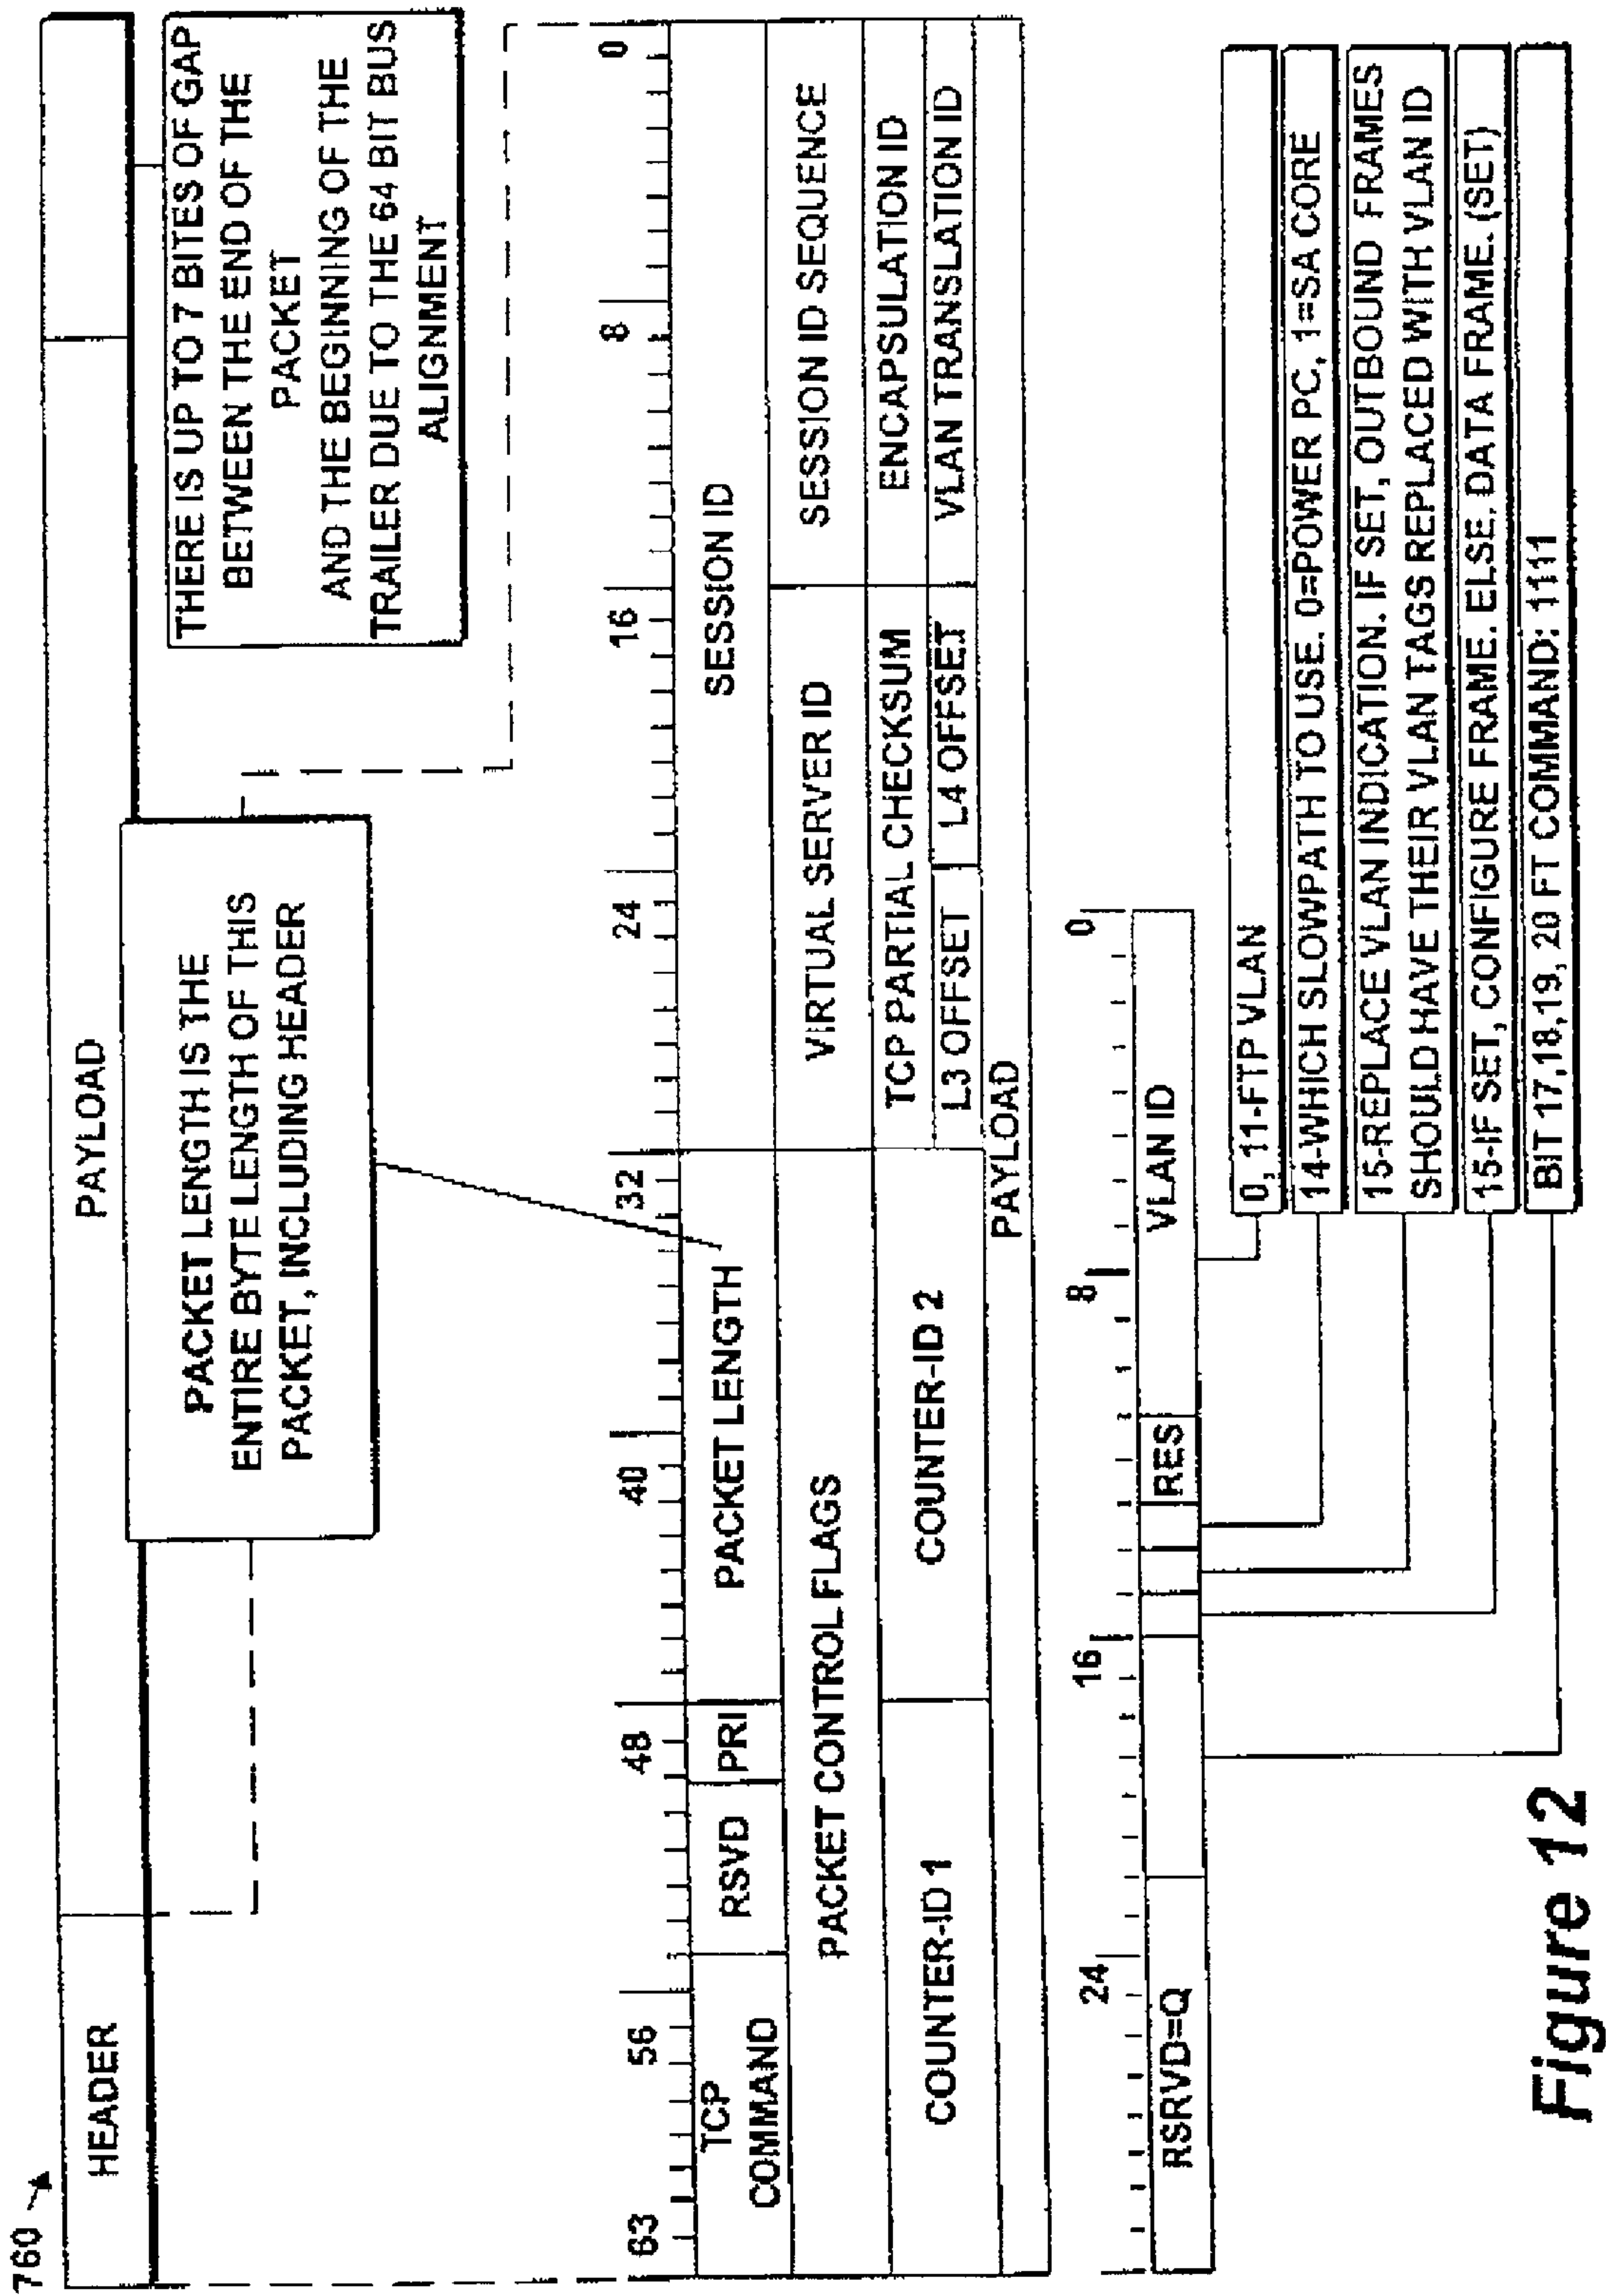 760
HEADER
PAYLOAD
PACKET LENGTH IS THE
ENTIRE BYTE LENGTH OF THIS
PACKET, INCLUDING HEADER
THERE IS UP TO 7 BITES OF GAP
BETWEEN THE END OF THE
PACKET
AND THE BEGINNING OF THE
TRAILER DUE TO THE 64 BIT BUS
ALIGNMENT
63 56 48 40 32 24 16 8 0
TCP
COMMAND
RSVD
PRI
PACKET LENGTH
SESSION ID
PACKET CONTROL FLAGS
VIRTUAL SERVER ID
SESSION ID SEQUENCE
COUNTER-ID 1
COUNTER-ID 2
TCP PARTIAL CHECKSUM
ENCAPSULATION ID
L3 OFFSET
L4 OFFSET
VLAN TRANSLATION ID
PAYLOAD
24 16 8 0
RSRVD=Q
RES
VLAN ID
0, 11-FTP VLAN
14-WHICH SLOWPATH TO USE. 0=POWER PC, 1=SA CORE
15-REPLACE VLAN INDICATION. IF SET, OUTBOUND FRAMES
SHOULD HAVE THEIR VLAN TAGS REPLACED WITH VLAN ID
15-IF SET, CONFIGURE FRAME. ELSE. DATA FRAME. (SET)
BIT 17,18,19, 20 FT COMMAND: 1111
Figure 12